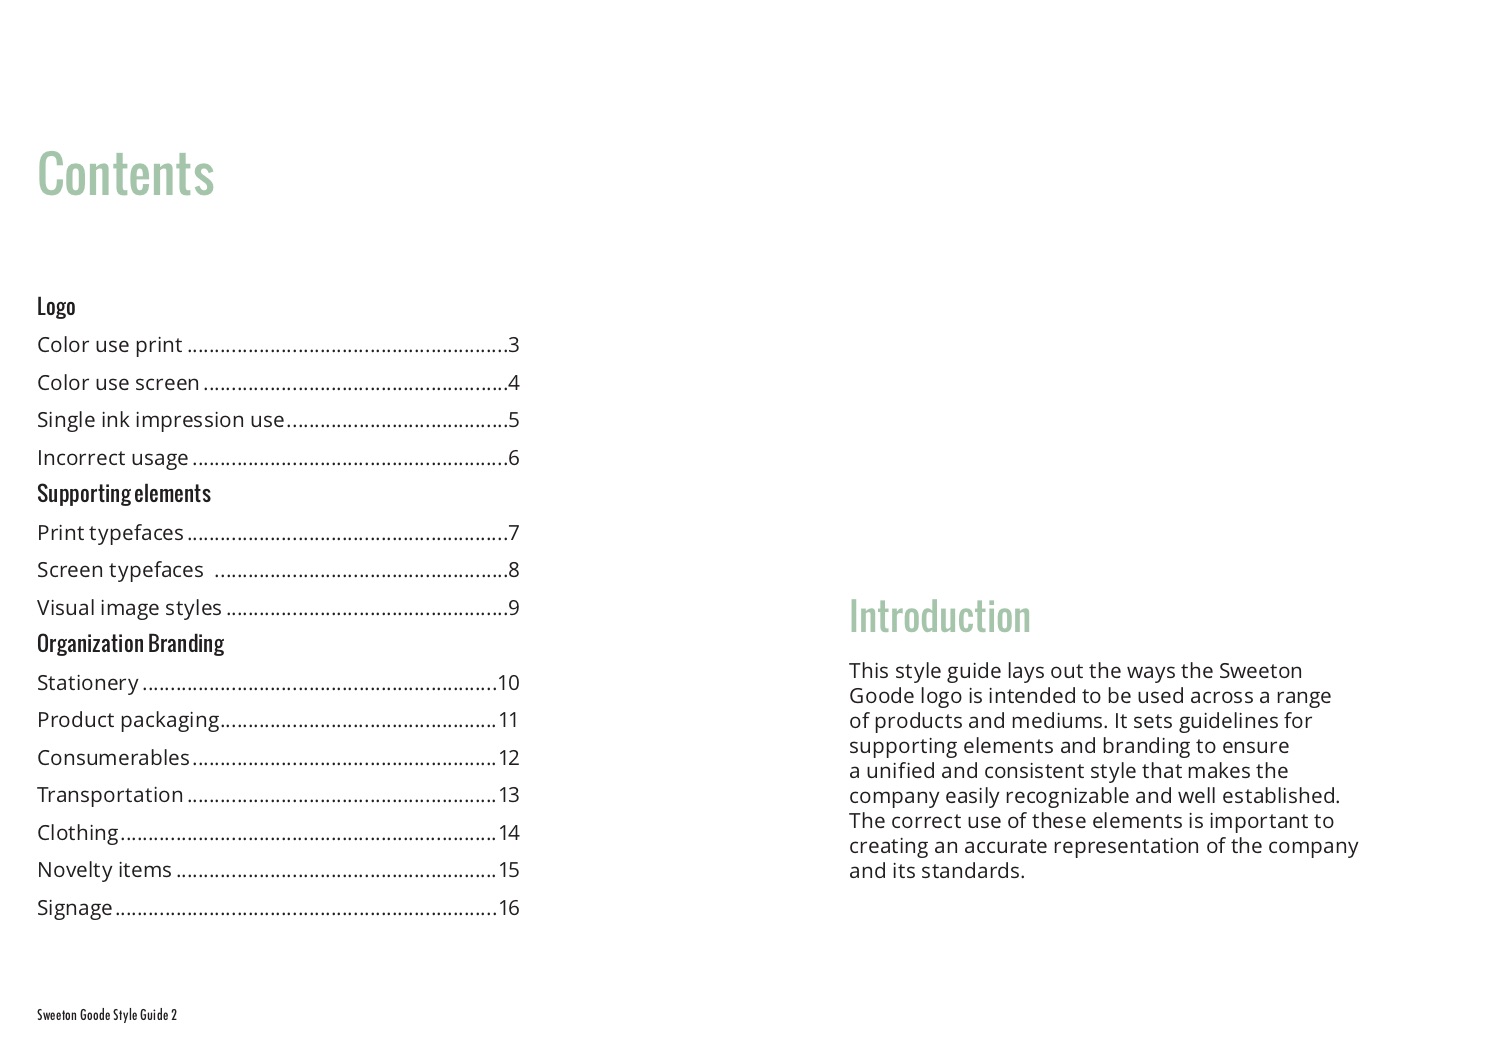 Contents
Logo
Color use print ..........................................................3
Color use screen .......................................................4
Single ink impression use........................................5
Incorrect usage .........................................................6
Supporting elements
Print typefaces ..........................................................7
Screen typefaces .....................................................8
Visual image styles ...................................................9
Organization Branding
Stationery ................................................................10
Product packaging..................................................11
Consumerables.......................................................12
Transportation ........................................................13
Clothing....................................................................14
Novelty items ..........................................................15
Signage.....................................................................16
Sweeton Goode Style Guide 2
Introduction
This style guide lays out the ways the Sweeton
Goode logo is intended to be used across a range
of products and mediums. It sets guidelines for
supporting elements and branding to ensure
a unified and consistent style that makes the
company easily recognizable and well established.
The correct use of these elements is important to
creating an accurate representation of the company
and its standards.